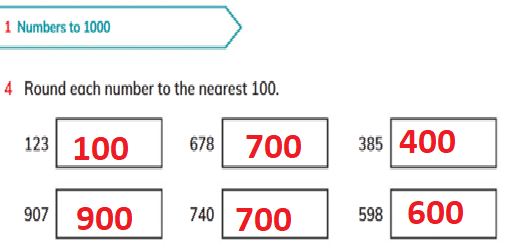 1 Numbers to 1000
4 Round each number to the nearest 100.
123 100 678 700 385 400
907 900 740 700 598 600